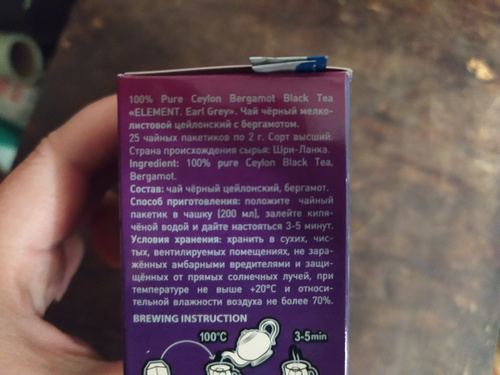 100% Pure Ceylon Bergamot Black Tea
«ELEMENT. Earl Grey». Чай чёрный мелко-
листовой цейлонский с бергамотом.
25 чайных пакетиков по 2 г. Сорт высший.
Страна происхождения сырья: Шри-Ланка.
Ingredient: 100% pure Ceylon Black Tea,
Bergamot.
Состав: чай чёрный цейлонский, бергамот.
Способ приготовления: положите чайный
пакетик в чашку (200 мл), залейте кипя-
чёной водой и дайте настояться 3-5 минут.
Условия хранения: хранить в сухих, чис-
тых, вентилируемых помещениях, не зара-
жённых амбарными вредителями и защи-
щённых от прямых солнечных лучей, при
температуре не выше +20°C и относи-
тельной влажности воздуха не более 70%.
BREWING INSTRUCTION
100°C 3-5min